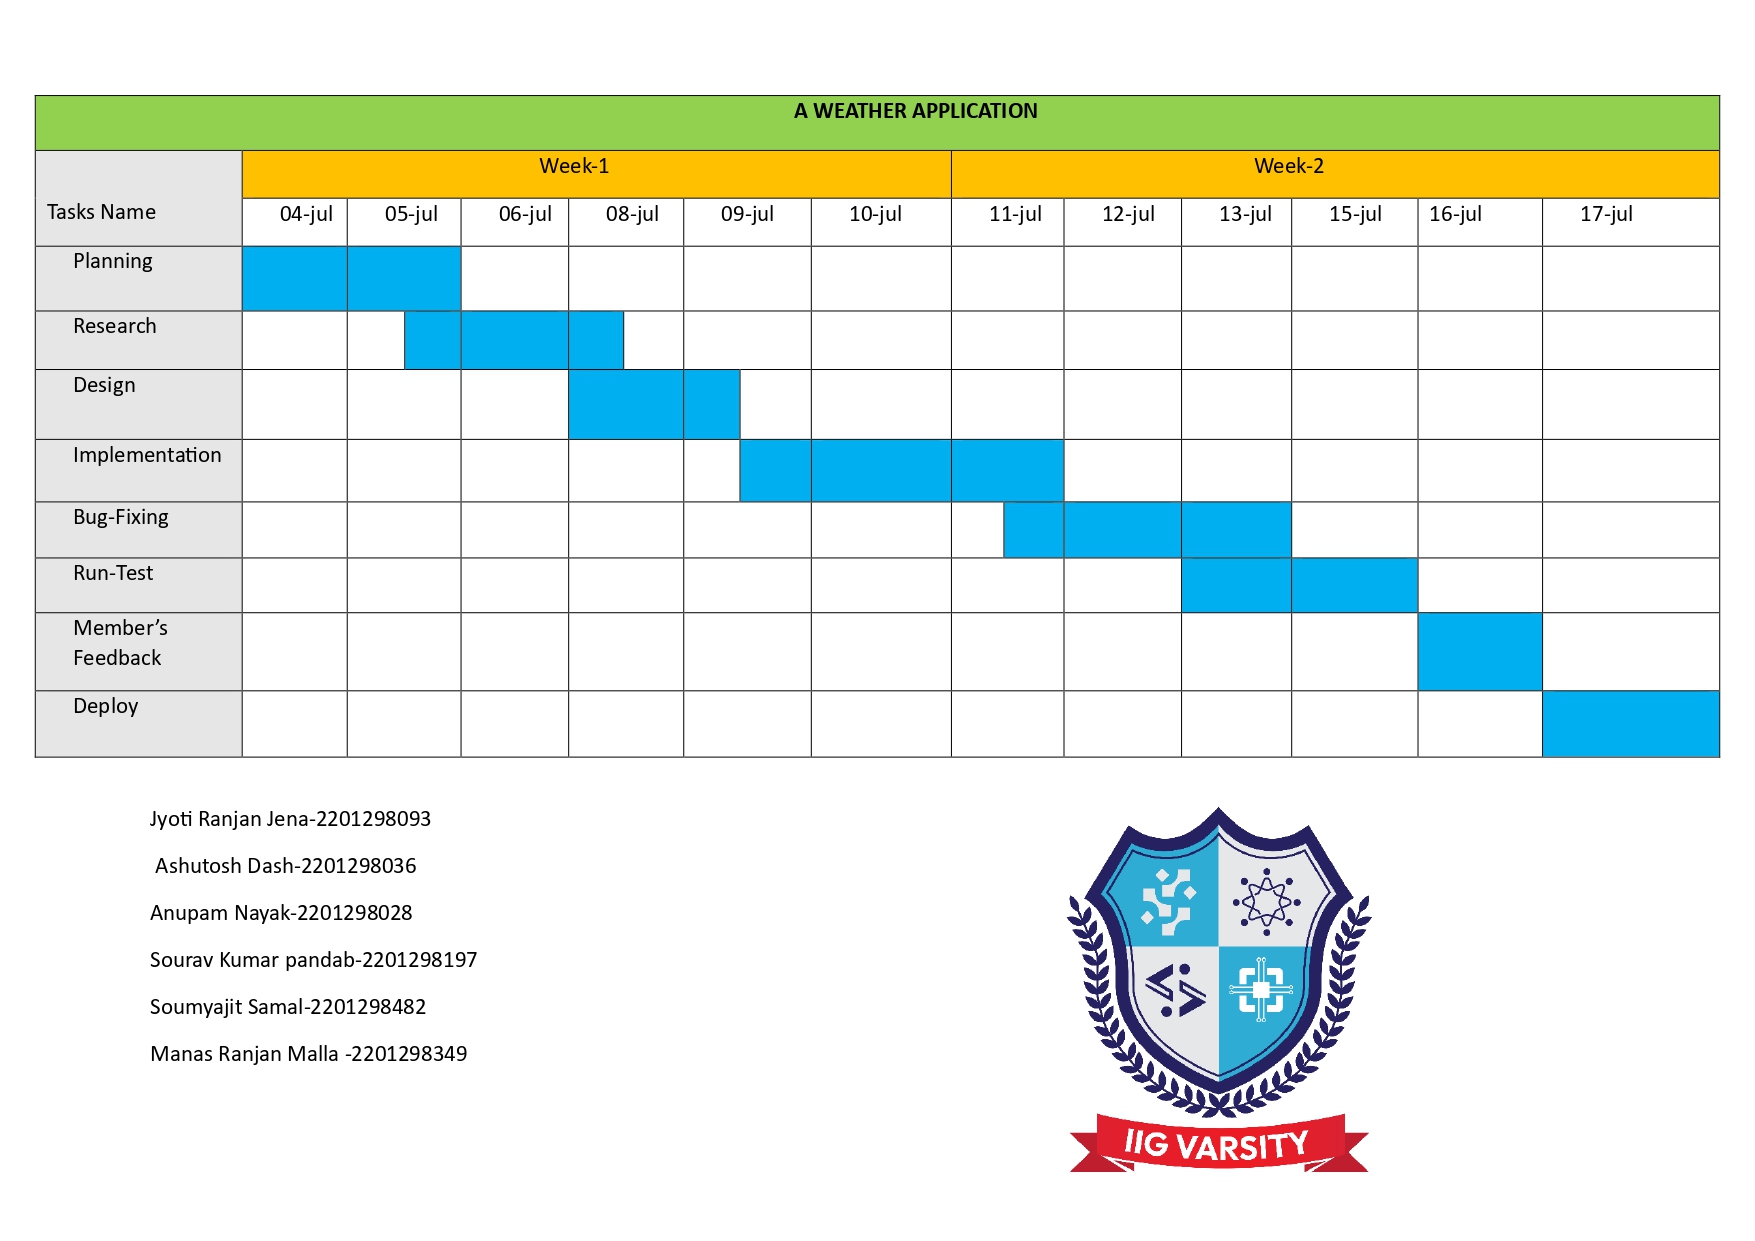 A WEATHER APPLICATION
Week-1 Week-2
Tasks Name 04-jul 05-jul 06-jul 08-jul 09-jul 10-jul 11-jul 12-jul 13-jul 15-jul 16-jul 17-jul
Planning
Research
Design
Implementation
Bug-Fixing
Run-Test
Member’s
Feedback
Deploy
Jyoti Ranjan Jena-2201298093
Ashutosh Dash-2201298036
Anupam Nayak-2201298028
Sourav Kumar pandab-2201298197
Soumyajit Samal-2201298482
Manas Ranjan Malla -2201298349
IIG VARSITY